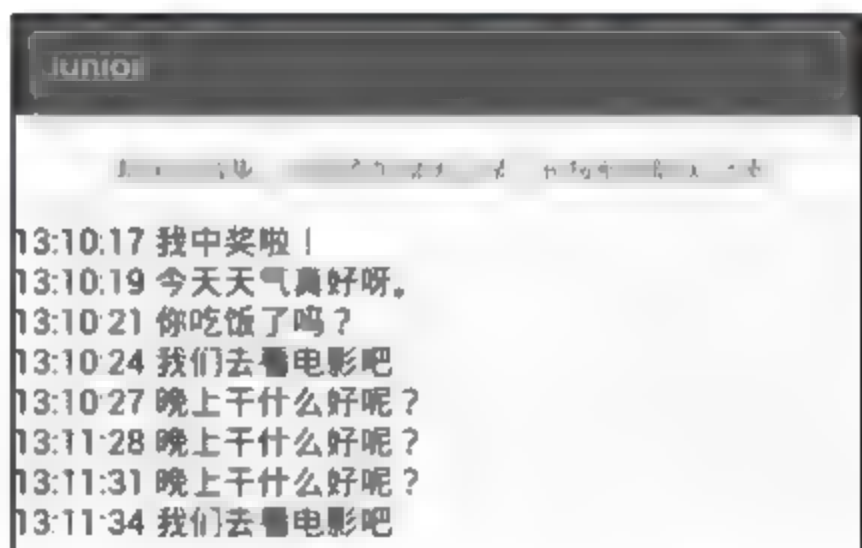 Junior
13:10:17 我中奖啦！
13:10:19 今天天气真好呀。
13:10:21 你吃饭了吗？
13:10:24 我们去看电影吧
13:10:27 晚上干什么好呢？
13:11:28 晚上干什么好呢？
13:11:31 晚上干什么好呢？
13:11:34 我们去看电影吧